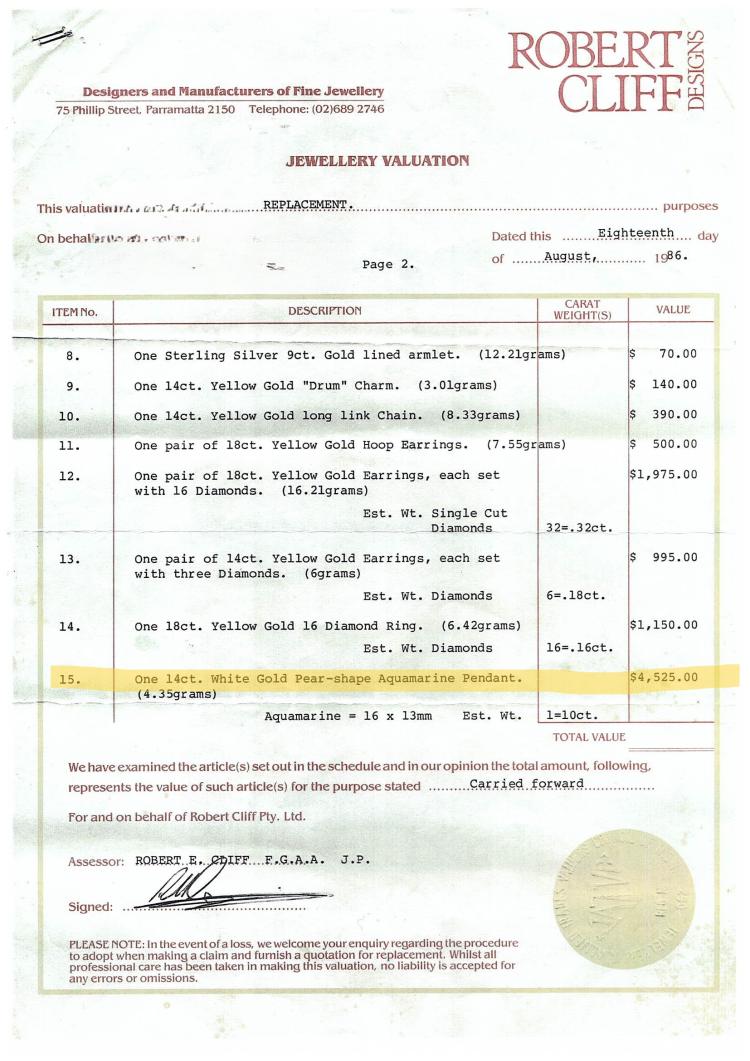 ROBERT
CLIFF
DESIGNS
Designers and Manufacturers of Fine Jewellery
75 Phillip Street, Parramatta 2150 Telephone: (02)689 2746
JEWELLERY VALUATION
This valuation ............ REPLACEMENT. ............ purposes
On behalf
Dated this ............ Eighteenth .... day
of ............ August, ............ 1986.
Page 2.
ITEM No. DESCRIPTION CARAT WEIGHT(S) VALUE
8. One Sterling Silver 9ct. Gold lined armlet. (12.21grams) $ 70.00
9. One 14ct. Yellow Gold "Drum" Charm. (3.01grams) $ 140.00
10. One 14ct. Yellow Gold long link Chain. (8.33grams) $ 390.00
11. One pair of 18ct. Yellow Gold Hoop Earrings. (7.55grams) $ 500.00
12. One pair of 18ct. Yellow Gold Earrings, each set $1,975.00
with 16 Diamonds. (16.21grams)
Est. Wt. Single Cut
Diamonds 32=.32ct.
13. One pair of 14ct. Yellow Gold Earrings, each set $ 995.00
with three Diamonds. (6grams)
Est. Wt. Diamonds 6=.18ct.
14. One 18ct. Yellow Gold 16 Diamond Ring. (6.42grams) $1,150.00
Est. Wt. Diamonds 16=.16ct.
15. One 14ct. White Gold Pear-shape Aquamarine Pendant. $4,525.00
(4.35grams)
Aquamarine = 16 x 13mm Est. Wt. 1=10ct.
TOTAL VALUE
We have examined the article(s) set out in the schedule and in our opinion the total amount, following,
represents the value of such article(s) for the purpose stated ............ Carried forward ............
For and on behalf of Robert Cliff Pty. Ltd.
Assessor: ROBERT E. CLIFF F.G.A.A. J.P.
Signed: ............
PLEASE NOTE: In the event of a loss, we welcome your enquiry regarding the procedure
to adopt when making a claim and furnish a quotation for replacement. Whilst all
professional care has been taken in making this valuation, no liability is accepted for
any errors or omissions.